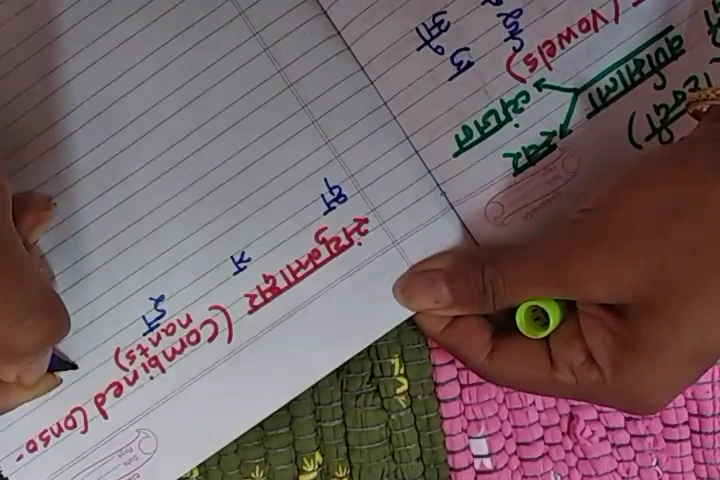 (हिन्दी)
वर्णमाला
स्वर व्यंजन
(Vowels)
संयुक्ताक्षर (Combined Conso-
nants)
क्ष त्र ज्ञ